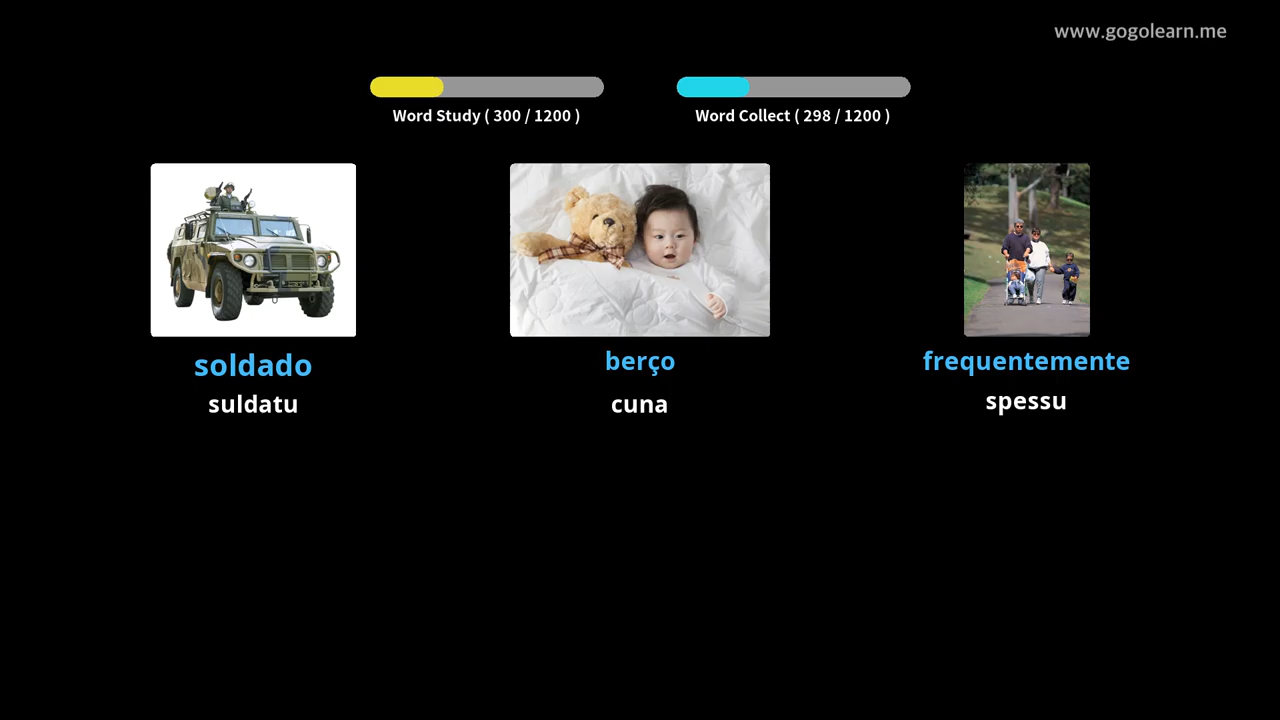 www.gogolearn.me
Word Study ( 300 / 1200 )
Word Collect ( 298 / 1200 )
soldado
suldatu
berço
cuna
frequentemente
spessu